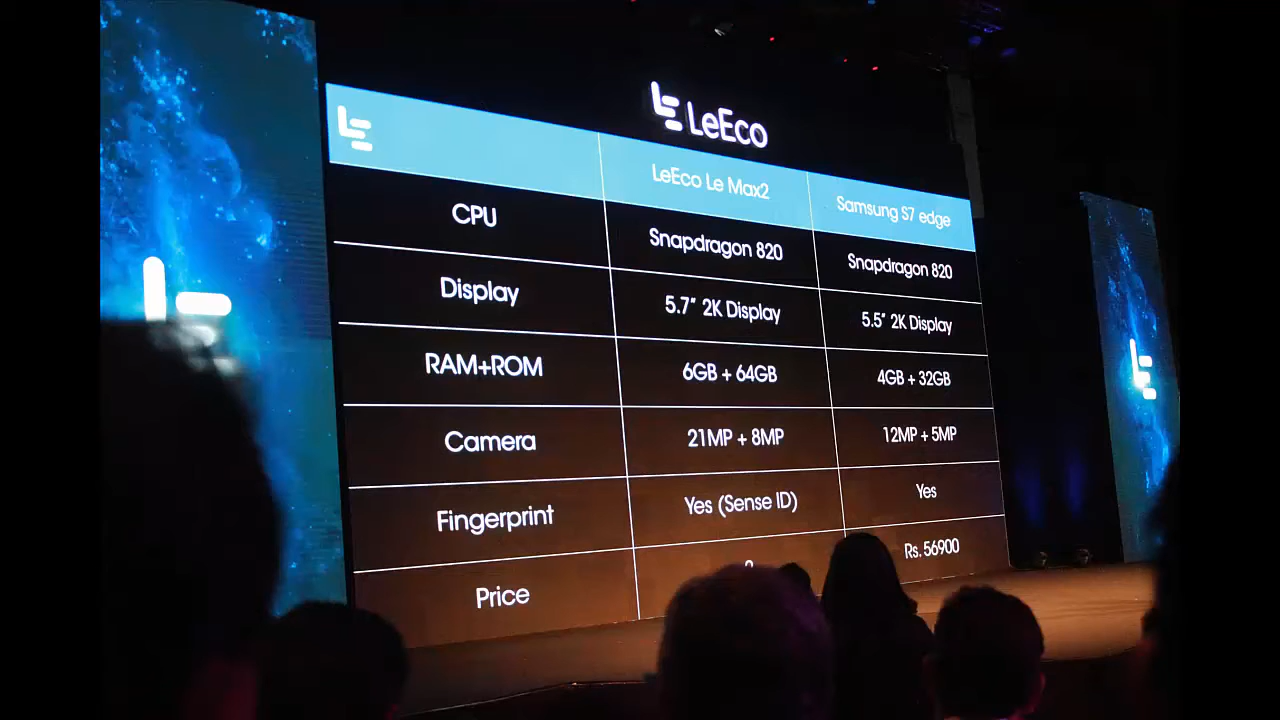 LeEco
LeEco Le Max2 Samsung S7 edge
CPU Snapdragon 820 Snapdragon 820
Display 5.7" 2K Display 5.5" 2K Display
RAM+ROM 6GB + 64GB 4GB + 32GB
Camera 21MP + 8MP 12MP + 5MP
Fingerprint Yes (Sense ID) Yes
Price Rs. 56900